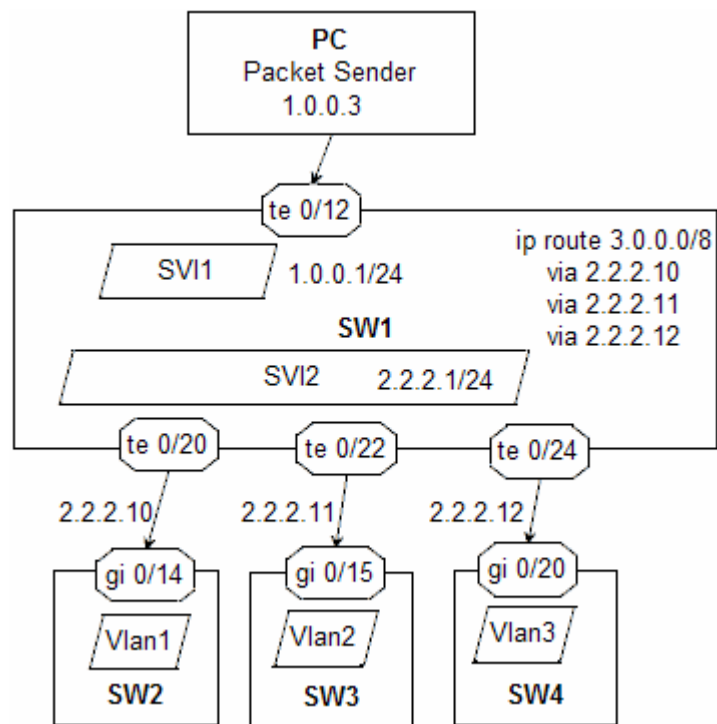 PC
Packet Sender
1.0.0.3
te 0/12
SVI1
1.0.0.1/24
ip route 3.0.0.0/8
via 2.2.2.10
via 2.2.2.11
via 2.2.2.12
SW1
SVI2
2.2.2.1/24
te 0/20
te 0/22
te 0/24
2.2.2.10
2.2.2.11
2.2.2.12
gi 0/14
gi 0/15
gi 0/20
Vlan1
Vlan2
Vlan3
SW2
SW3
SW4